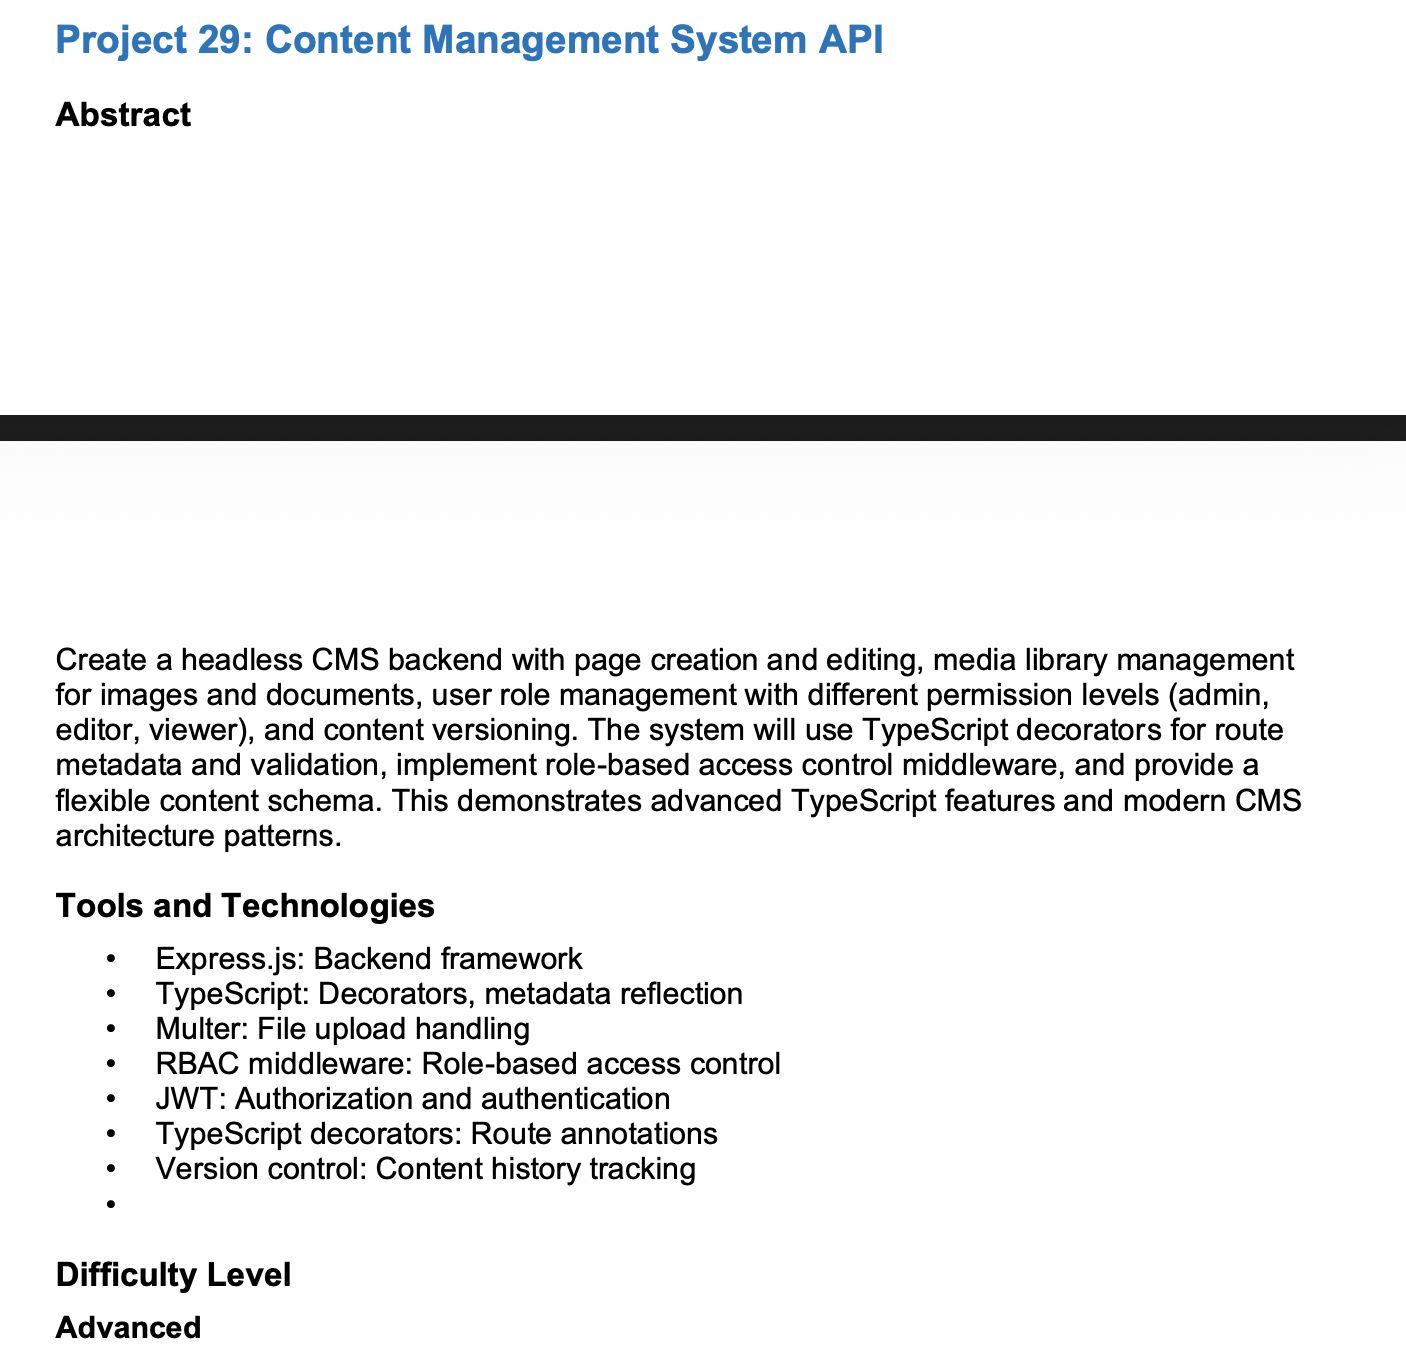 Project 29: Content Management System API
Abstract
Create a headless CMS backend with page creation and editing, media library management
for images and documents, user role management with different permission levels (admin,
editor, viewer), and content versioning. The system will use TypeScript decorators for route
metadata and validation, implement role-based access control middleware, and provide a
flexible content schema. This demonstrates advanced TypeScript features and modern CMS
architecture patterns.
Tools and Technologies
• Express.js: Backend framework
• TypeScript: Decorators, metadata reflection
• Multer: File upload handling
• RBAC middleware: Role-based access control
• JWT: Authorization and authentication
• TypeScript decorators: Route annotations
• Version control: Content history tracking
•
Difficulty Level
Advanced